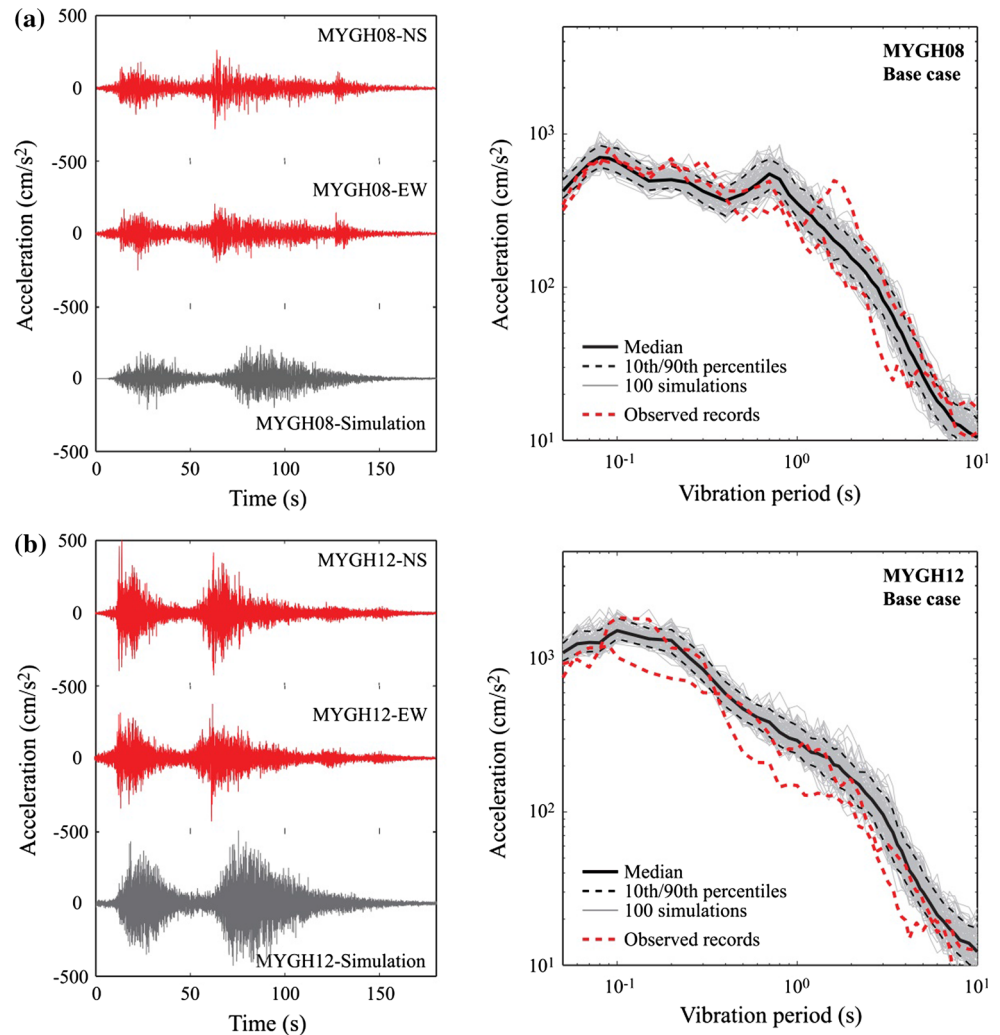 (a)
500
0
-500
0
-500
0
-500
Acceleration (cm/s²)
MYGH08-NS
MYGH08-EW
MYGH08-Simulation
0 50 100 150
Time (s)
MYGH08
Base case
10³
10²
10¹
Acceleration (cm/s²)
Median
10th/90th percentiles
100 simulations
Observed records
10⁻¹ 10⁰ 10¹
Vibration period (s)
(b)
500
0
-500
0
-500
0
-500
Acceleration (cm/s²)
MYGH12-NS
MYGH12-EW
MYGH12-Simulation
0 50 100 150
Time (s)
MYGH12
Base case
10³
10²
10¹
Acceleration (cm/s²)
Median
10th/90th percentiles
100 simulations
Observed records
10⁻¹ 10⁰ 10¹
Vibration period (s)